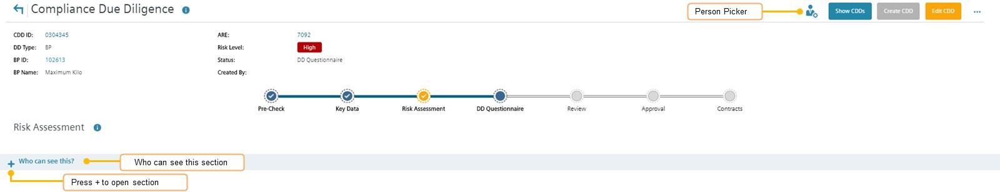 Compliance Due Diligence
Person Picker
Show CDDs
Create CDD
Edit CDD
CDD ID: 0304345
ARE: 7092
DD Type: BP
Risk Level: High
BP ID: 102613
Status: DD Questionnaire
BP Name: Maximum Kilo
Created By:
Pre-Check
Key Data
Risk Assessment
DD Questionnaire
Review
Approval
Contracts
Risk Assessment
Who can see this?
Who can see this section
Press + to open section